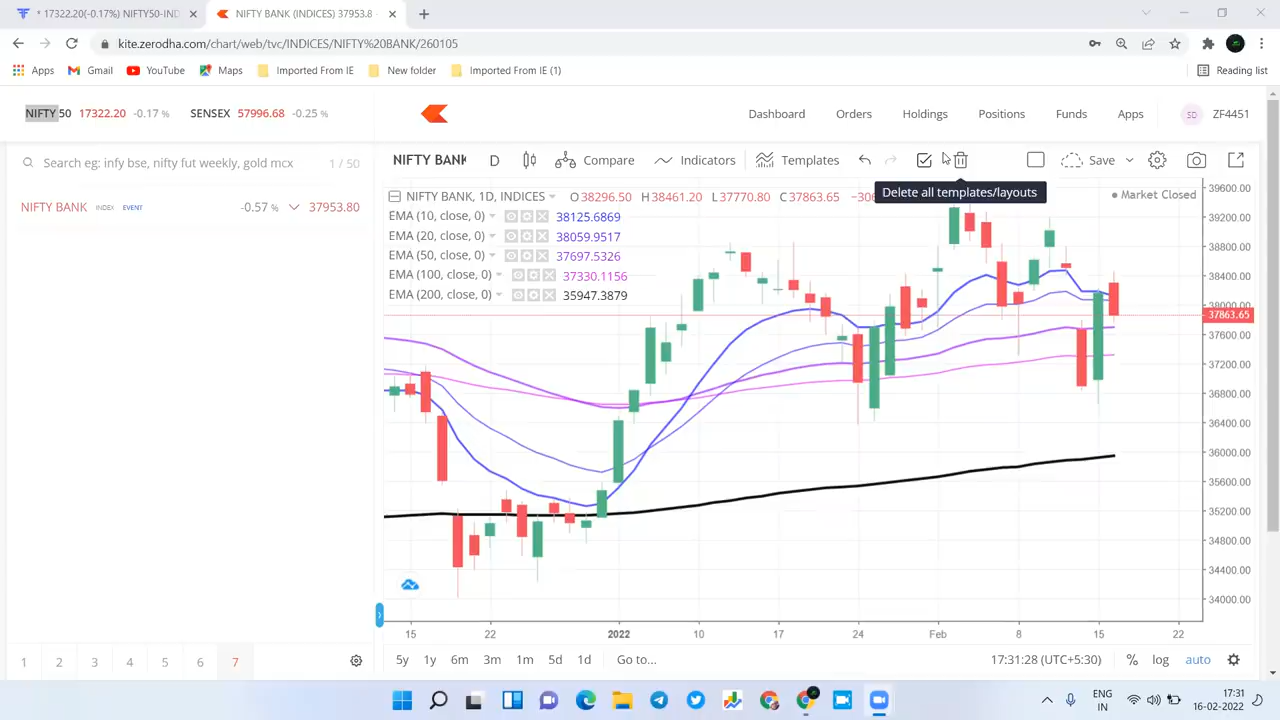 * 17322.20(-0.17%) NIFTY50-IND
NIFTY BANK (INDICES) 37953.8
kite.zerodha.com/chart/web/tvc/INDICES/NIFTY%20BANK/260105
Apps Gmail YouTube Maps Imported From IE New folder Imported From IE (1) Reading list
NIFTY 50 17322.20 -0.17 % SENSEX 57996.68 -0.25 %
Dashboard Orders Holdings Positions Funds Apps SD ZF4451
Search eg: infy bse, nifty fut weekly, gold mcx 1 / 50
NIFTY BANK D Compare Indicators Templates Save
Delete all templates/layouts
NIFTY BANK INDEX EVENT -0.57 % 37953.80
NIFTY BANK, 1D, INDICES O38296.50 H38461.20 L37770.80 C37863.65
Market Closed
EMA (10, close, 0) 38125.6869
EMA (20, close, 0) 38059.9517
EMA (50, close, 0) 37697.5326
EMA (100, close, 0) 37330.1156
EMA (200, close, 0) 35947.3879
39600.00
39200.00
38800.00
38400.00
38000.00
37863.65
37600.00
37200.00
36800.00
36400.00
36000.00
35600.00
35200.00
34800.00
34400.00
34000.00
15 22 2022 10 17 24 Feb 8 15 22
5y 1y 6m 3m 1m 5d 1d Go to... 17:31:28 (UTC+5:30) % log auto
1 2 3 4 5 6 7
ENG
IN
17:31
16-02-2022